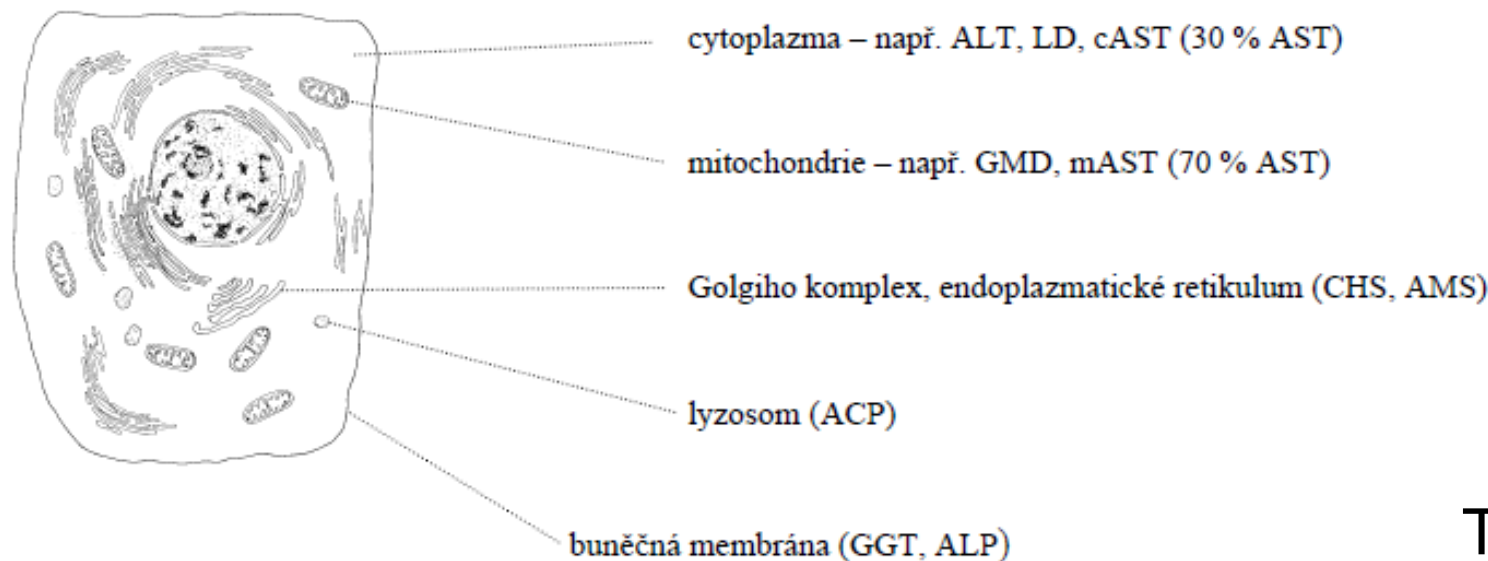 cytoplazma – např. ALT, LD, cAST (30 % AST)
mitochondrie – např. GMD, mAST (70 % AST)
Golgiho komplex, endoplazmatické retikulum (CHS, AMS)
lyzosom (ACP)
buněčná membrána (GGT, ALP)
T